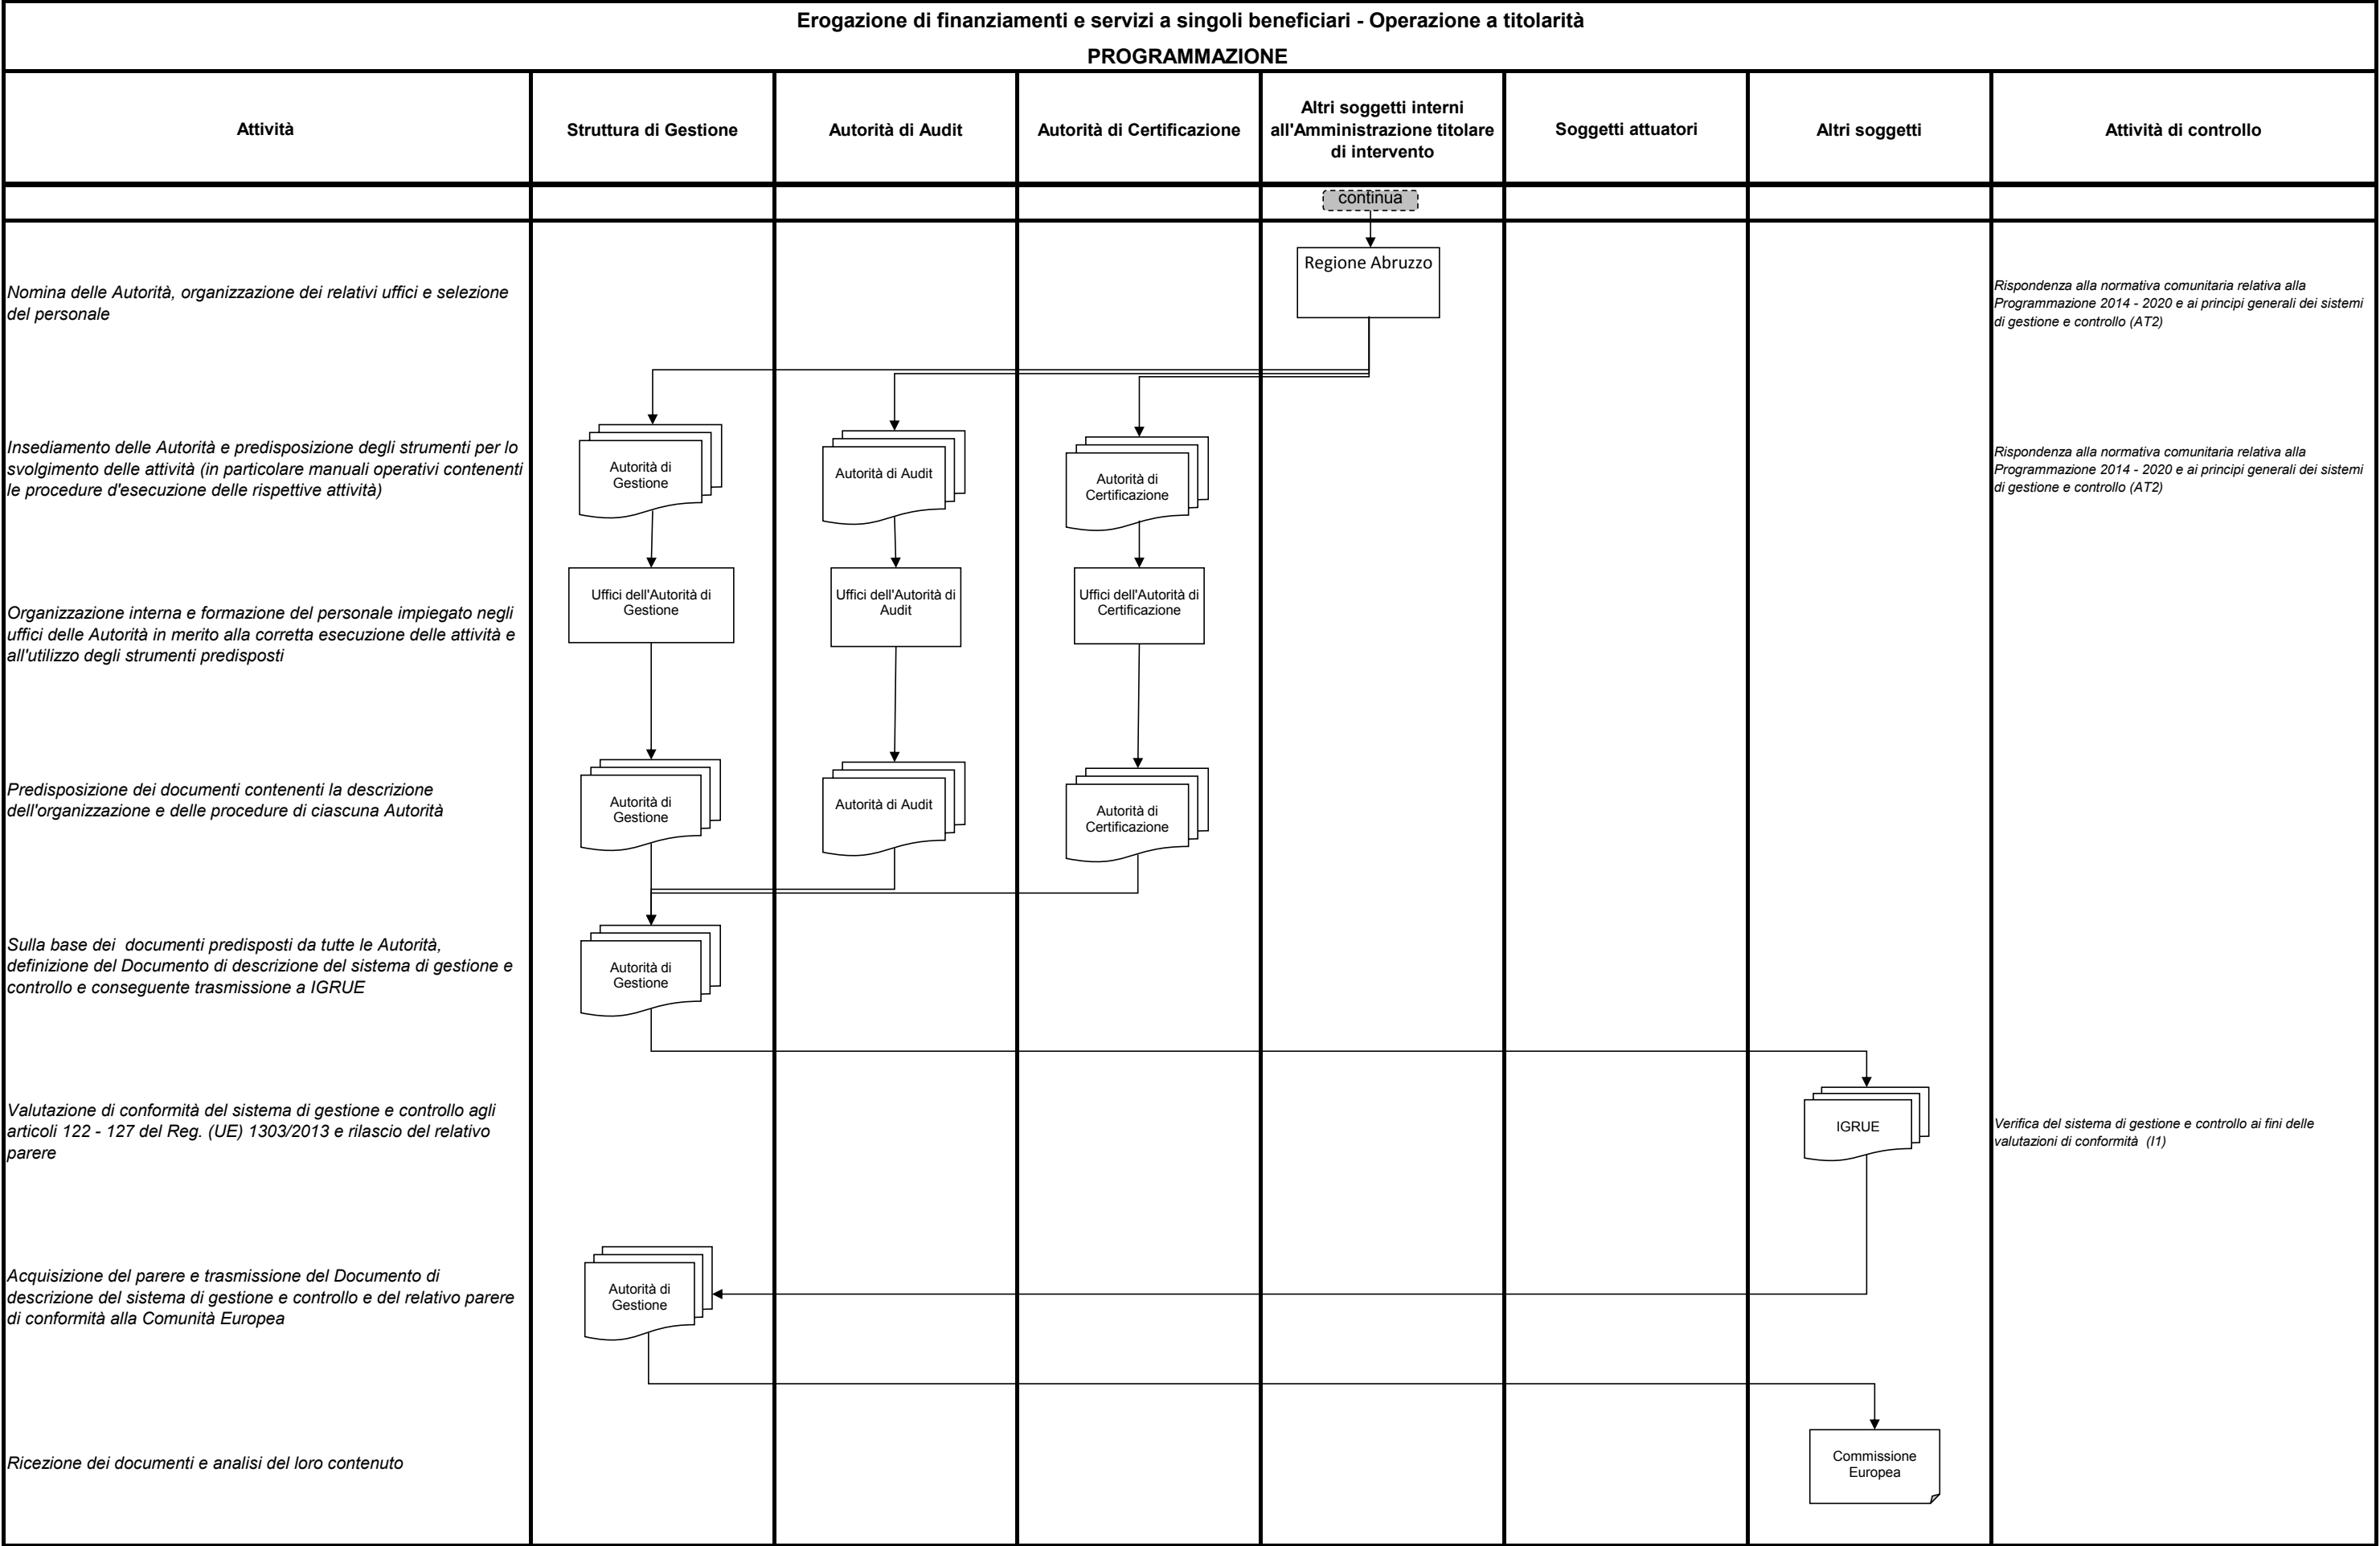 Erogazione di finanziamenti e servizi a singoli beneficiari - Operazione a titolarità
PROGRAMMAZIONE
Attività
Struttura di Gestione
Autorità di Audit
Autorità di Certificazione
Altri soggetti interni
all'Amministrazione titolare
di intervento
Soggetti attuatori
Altri soggetti
Attività di controllo
continua
Nomina delle Autorità, organizzazione dei relativi uffici e selezione
del personale
Regione Abruzzo
Rispondenza alla normativa comunitaria relativa alla
Programmazione 2014 - 2020 e ai principi generali dei sistemi
di gestione e controllo (AT2)
Insediamento delle Autorità e predisposizione degli strumenti per lo
svolgimento delle attività (in particolare manuali operativi contenenti
le procedure d'esecuzione delle rispettive attività)
Autorità di
Gestione
Autorità di Audit
Autorità di
Certificazione
Rispondenza alla normativa comunitaria relativa alla
Programmazione 2014 - 2020 e ai principi generali dei sistemi
di gestione e controllo (AT2)
Organizzazione interna e formazione del personale impiegato negli
uffici delle Autorità in merito alla corretta esecuzione delle attività e
all'utilizzo degli strumenti predisposti
Uffici dell'Autorità di
Gestione
Uffici dell'Autorità di
Audit
Uffici dell'Autorità di
Certificazione
Predisposizione dei documenti contenenti la descrizione
dell'organizzazione e delle procedure di ciascuna Autorità
Autorità di
Gestione
Autorità di Audit
Autorità di
Certificazione
Sulla base dei  documenti predisposti da tutte le Autorità,
definizione del Documento di descrizione del sistema di gestione e
controllo e conseguente trasmissione a IGRUE
Autorità di
Gestione
Valutazione di conformità del sistema di gestione e controllo agli
articoli 122 - 127 del Reg. (UE) 1303/2013 e rilascio del relativo
parere
IGRUE
Verifica del sistema di gestione e controllo ai fini delle
valutazioni di conformità  (I1)
Acquisizione del parere e trasmissione del Documento di
descrizione del sistema di gestione e controllo e del relativo parere
di conformità alla Comunità Europea
Autorità di
Gestione
Ricezione dei documenti e analisi del loro contenuto
Commissione
Europea